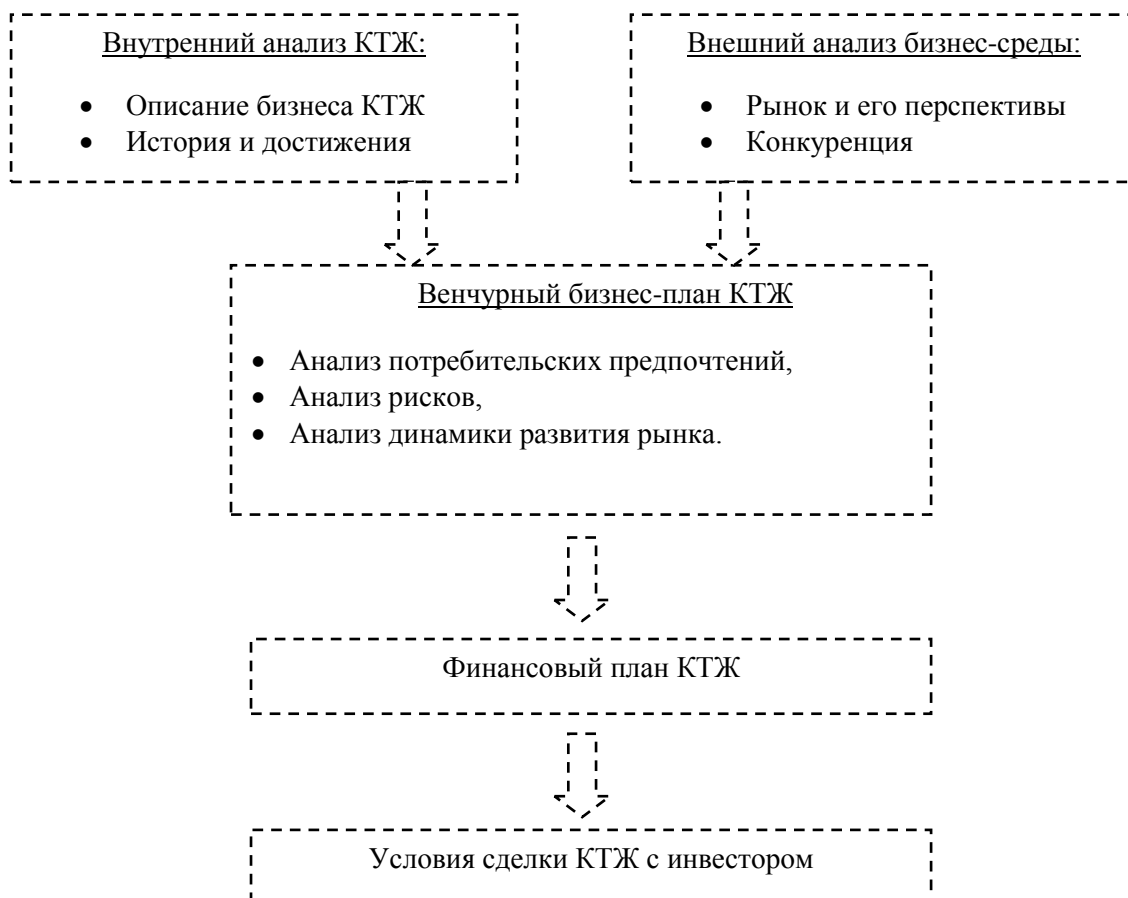 Внутренний анализ КТЖ:
• Описание бизнеса КТЖ
• История и достижения
Внешний анализ бизнес-среды:
• Рынок и его перспективы
• Конкуренция
Венчурный бизнес-план КТЖ
• Анализ потребительских предпочтений,
• Анализ рисков,
• Анализ динамики развития рынка.
Финансовый план КТЖ
Условия сделки КТЖ с инвестором